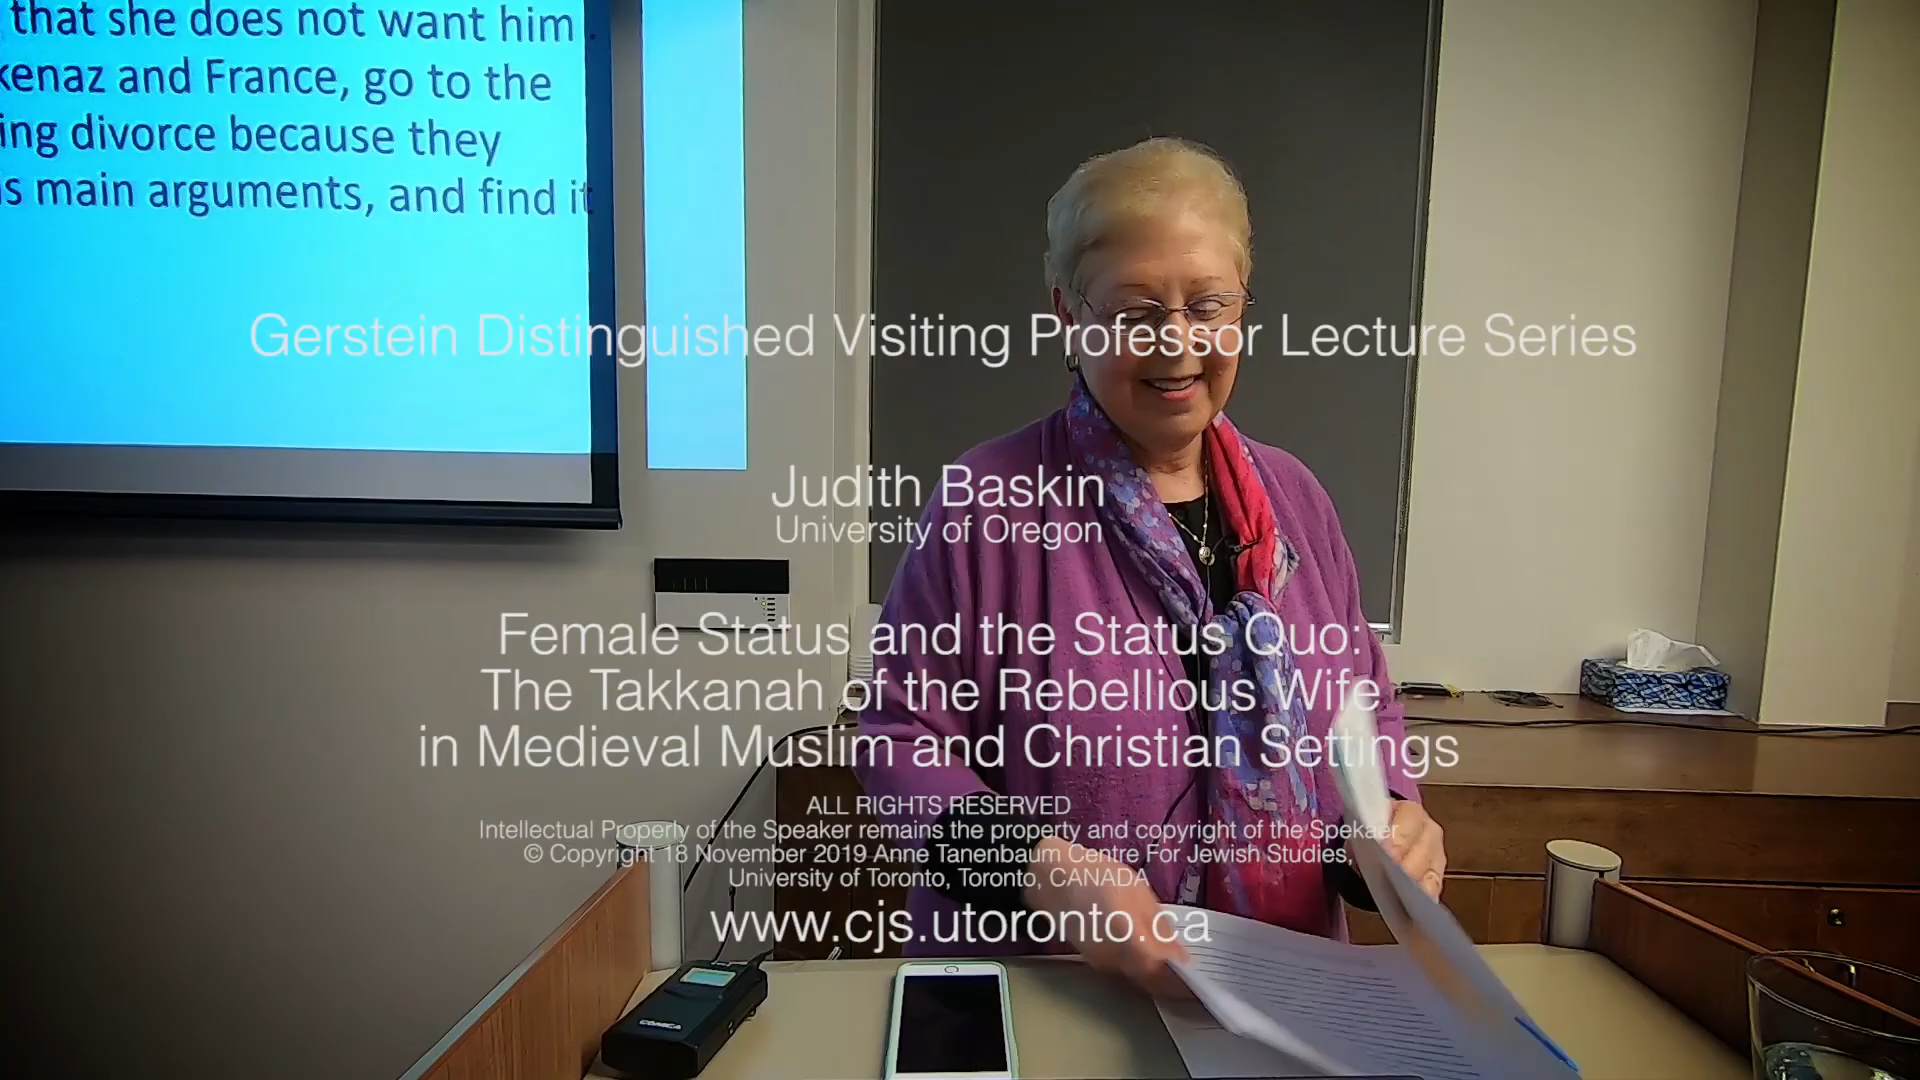 that she does not want him .
kenaz and France, go to the
ing divorce because they
is main arguments, and find it
Gerstein Distinguished Visiting Professor Lecture Series
Judith Baskin
University of Oregon
Female Status and the Status Quo:
The Takkanah of the Rebellious Wife
in Medieval Muslim and Christian Settings
ALL RIGHTS RESERVED
Intellectual Property of the Speaker remains the property and copyright of the Spekaer
© Copyright 18 November 2019 Anne Tanenbaum Centre For Jewish Studies,
University of Toronto, Toronto, CANADA
www.cjs.utoronto.ca
COMICA